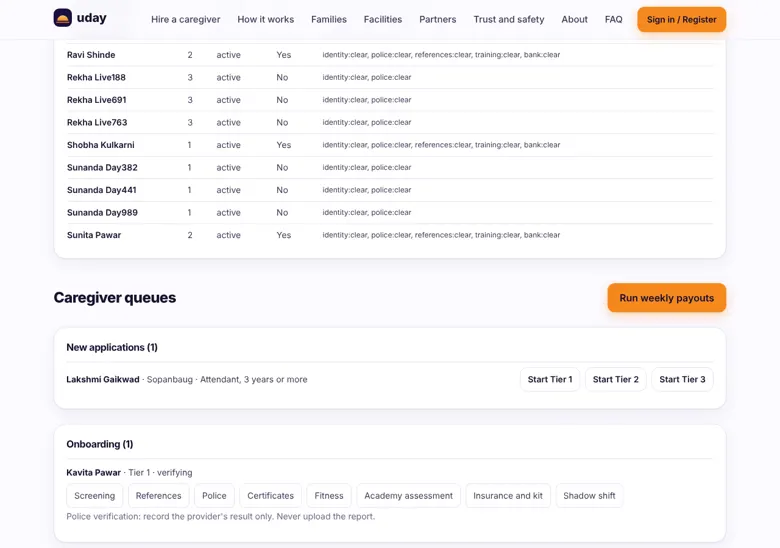 uday Hire a caregiver How it works Families Facilities Partners Trust and safety About FAQ Sign in / Register
Ravi Shinde 2 active Yes identity:clear, police:clear, references:clear, training:clear, bank:clear
Rekha Live188 3 active No identity:clear, police:clear
Rekha Live691 3 active No identity:clear, police:clear
Rekha Live763 3 active No identity:clear, police:clear
Shobha Kulkarni 1 active Yes identity:clear, police:clear, references:clear, training:clear, bank:clear
Sunanda Day382 1 active No identity:clear, police:clear
Sunanda Day441 1 active No identity:clear, police:clear
Sunanda Day989 1 active No identity:clear, police:clear
Sunita Pawar 2 active Yes identity:clear, police:clear, references:clear, training:clear, bank:clear
Caregiver queues Run weekly payouts
New applications (1)
Lakshmi Gaikwad · Sopanbaug · Attendant, 3 years or more Start Tier 1 Start Tier 2 Start Tier 3
Onboarding (1)
Kavita Pawar · Tier 1 · verifying
Screening References Police Certificates Fitness Academy assessment Insurance and kit Shadow shift
Police verification: record the provider's result only. Never upload the report.